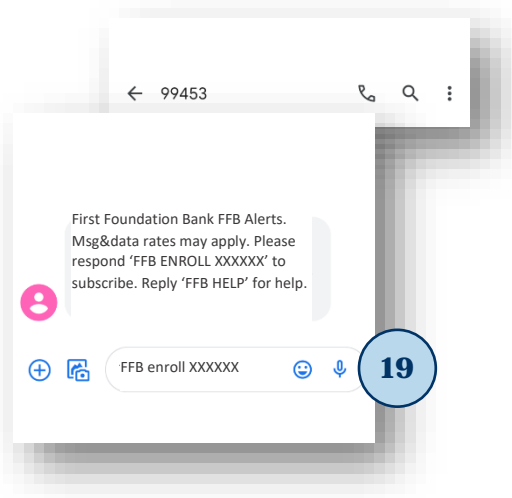 99453
First Foundation Bank FFB Alerts.
Msg&data rates may apply. Please
respond ‘FFB ENROLL XXXXXX’ to
subscribe. Reply ‘FFB HELP’ for help.
FFB enroll XXXXXX
19